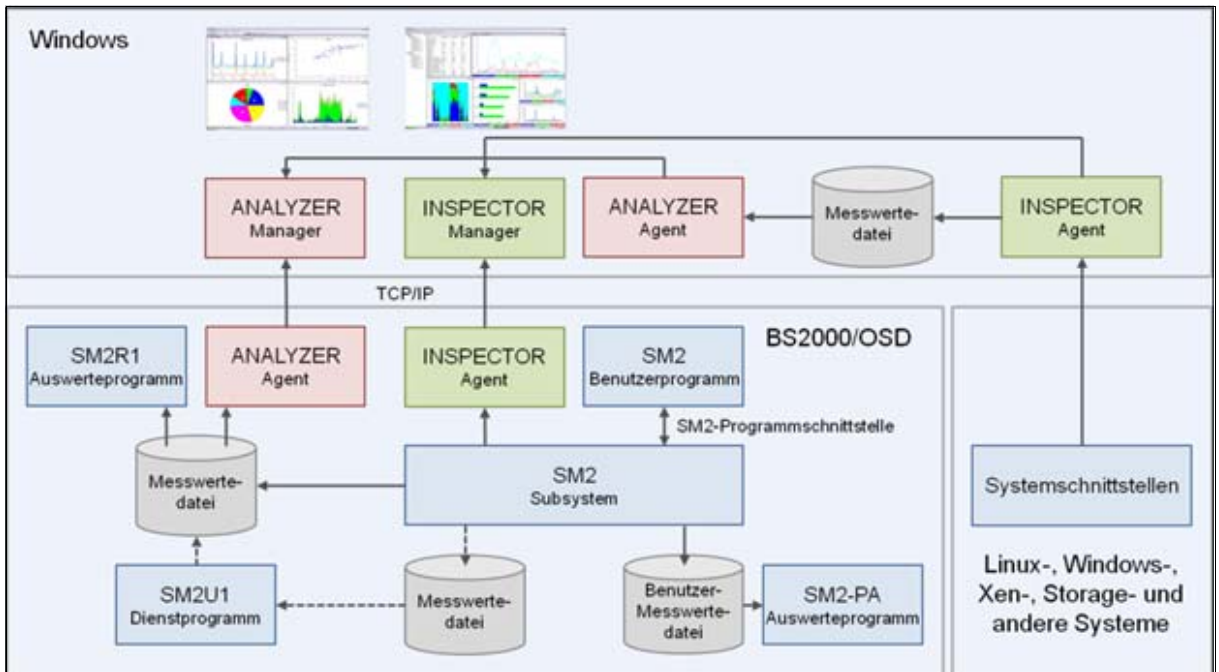 Windows
ANALYZER
Manager
INSPECTOR
Manager
ANALYZER
Agent
Messwerte-
datei
INSPECTOR
Agent
TCP/IP
BS2000/OSD
SM2R1
Auswerteprogramm
ANALYZER
Agent
INSPECTOR
Agent
SM2
Benutzerprogramm
SM2-Programmschnittstelle
Messwerte-
datei
SM2
Subsystem
Systemschnittstellen
SM2U1
Dienstprogramm
Messwerte-
datei
Benutzer-
Messwerte-
datei
SM2-PA
Auswerteprogramm
Linux-, Windows-,
Xen-, Storage- und
andere Systeme